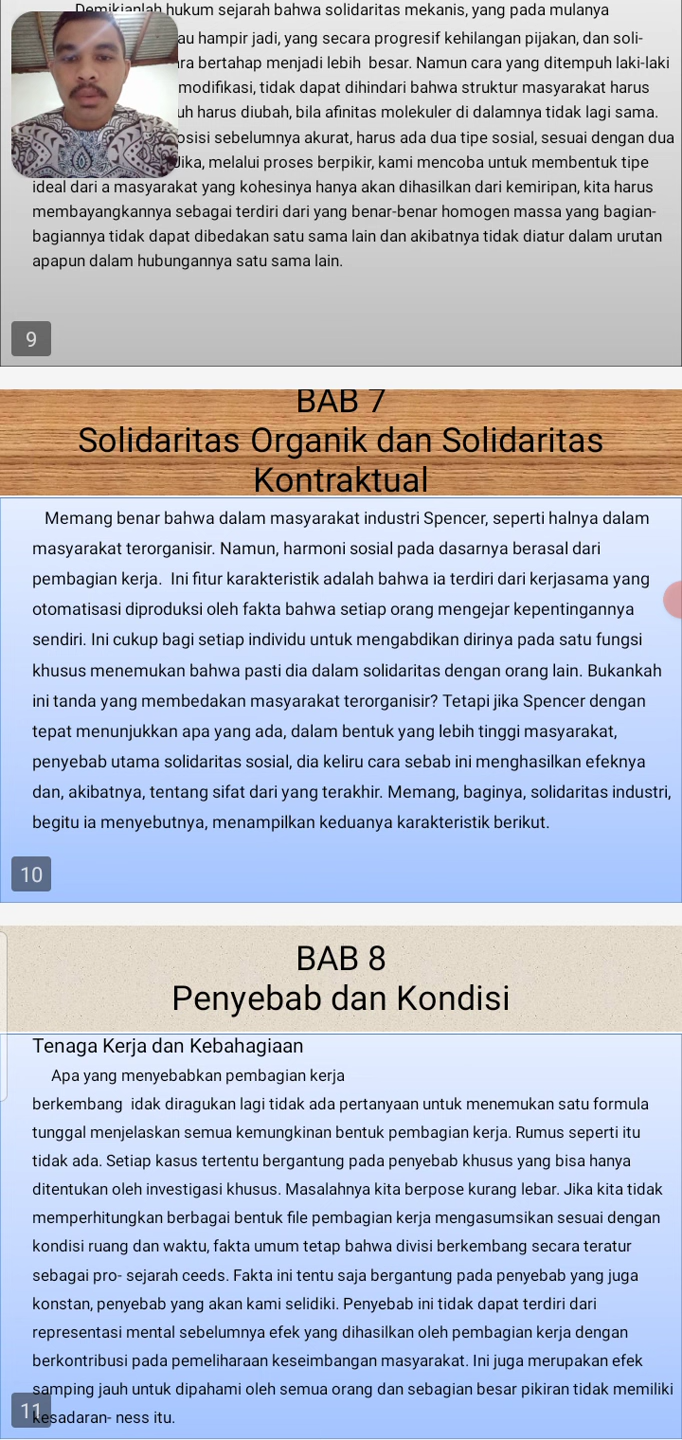 Demikianlah hukum sejarah bahwa solidaritas mekanis, yang pada mulanya
au hampir jadi, yang secara progresif kehilangan pijakan, dan soli-
ra bertahap menjadi lebih besar. Namun cara yang ditempuh laki-laki
modifikasi, tidak dapat dihindari bahwa struktur masyarakat harus
uh harus diubah, bila afinitas molekuler di dalamnya tidak lagi sama.
osisi sebelumnya akurat, harus ada dua tipe sosial, sesuai dengan dua
Jika, melalui proses berpikir, kami mencoba untuk membentuk tipe
ideal dari a masyarakat yang kohesinya hanya akan dihasilkan dari kemiripan, kita harus
membayangkannya sebagai terdiri dari yang benar-benar homogen massa yang bagian-
bagiannya tidak dapat dibedakan satu sama lain dan akibatnya tidak diatur dalam urutan
apapun dalam hubungannya satu sama lain.
9
BAB 7
Solidaritas Organik dan Solidaritas
Kontraktual
Memang benar bahwa dalam masyarakat industri Spencer, seperti halnya dalam
masyarakat terorganisir. Namun, harmoni sosial pada dasarnya berasal dari
pembagian kerja. Ini fitur karakteristik adalah bahwa ia terdiri dari kerjasama yang
otomatisasi diproduksi oleh fakta bahwa setiap orang mengejar kepentingannya
sendiri. Ini cukup bagi setiap individu untuk mengabdikan dirinya pada satu fungsi
khusus menemukan bahwa pasti dia dalam solidaritas dengan orang lain. Bukankah
ini tanda yang membedakan masyarakat terorganisir? Tetapi jika Spencer dengan
tepat menunjukkan apa yang ada, dalam bentuk yang lebih tinggi masyarakat,
penyebab utama solidaritas sosial, dia keliru cara sebab ini menghasilkan efeknya
dan, akibatnya, tentang sifat dari yang terakhir. Memang, baginya, solidaritas industri,
begitu ia menyebutnya, menampilkan keduanya karakteristik berikut.
10
BAB 8
Penyebab dan Kondisi
Tenaga Kerja dan Kebahagiaan
Apa yang menyebabkan pembagian kerja
berkembang idak diragukan lagi tidak ada pertanyaan untuk menemukan satu formula
tunggal menjelaskan semua kemungkinan bentuk pembagian kerja. Rumus seperti itu
tidak ada. Setiap kasus tertentu bergantung pada penyebab khusus yang bisa hanya
ditentukan oleh investigasi khusus. Masalahnya kita berpose kurang lebar. Jika kita tidak
memperhitungkan berbagai bentuk file pembagian kerja mengasumsikan sesuai dengan
kondisi ruang dan waktu, fakta umum tetap bahwa divisi berkembang secara teratur
sebagai pro- sejarah ceeds. Fakta ini tentu saja bergantung pada penyebab yang juga
konstan, penyebab yang akan kami selidiki. Penyebab ini tidak dapat terdiri dari
representasi mental sebelumnya efek yang dihasilkan oleh pembagian kerja dengan
berkontribusi pada pemeliharaan keseimbangan masyarakat. Ini juga merupakan efek
samping jauh untuk dipahami oleh semua orang dan sebagian besar pikiran tidak memiliki
kesadaran- ness itu.
11